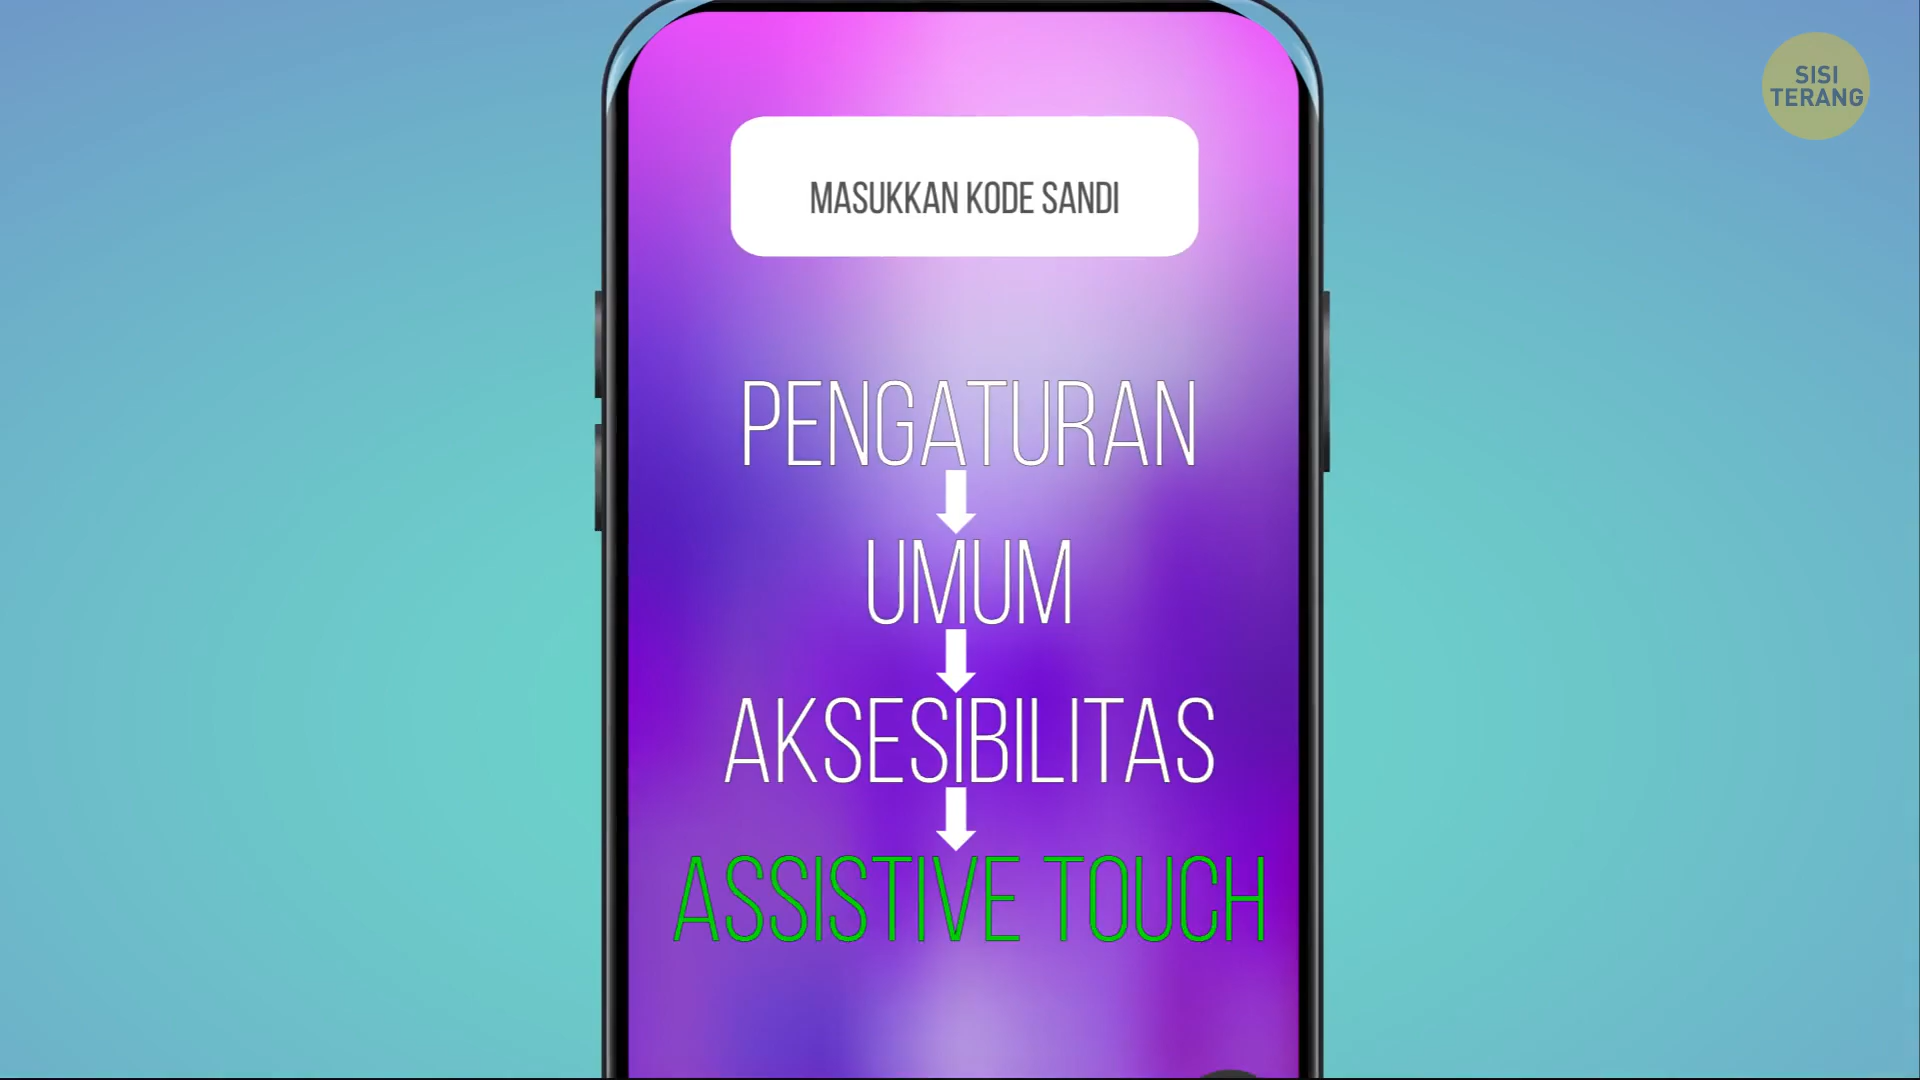 SISI
TERANG
MASUKKAN KODE SANDI
PENGATURAN
UMUM
AKSESIBILITAS
ASSISTIVE TOUCH